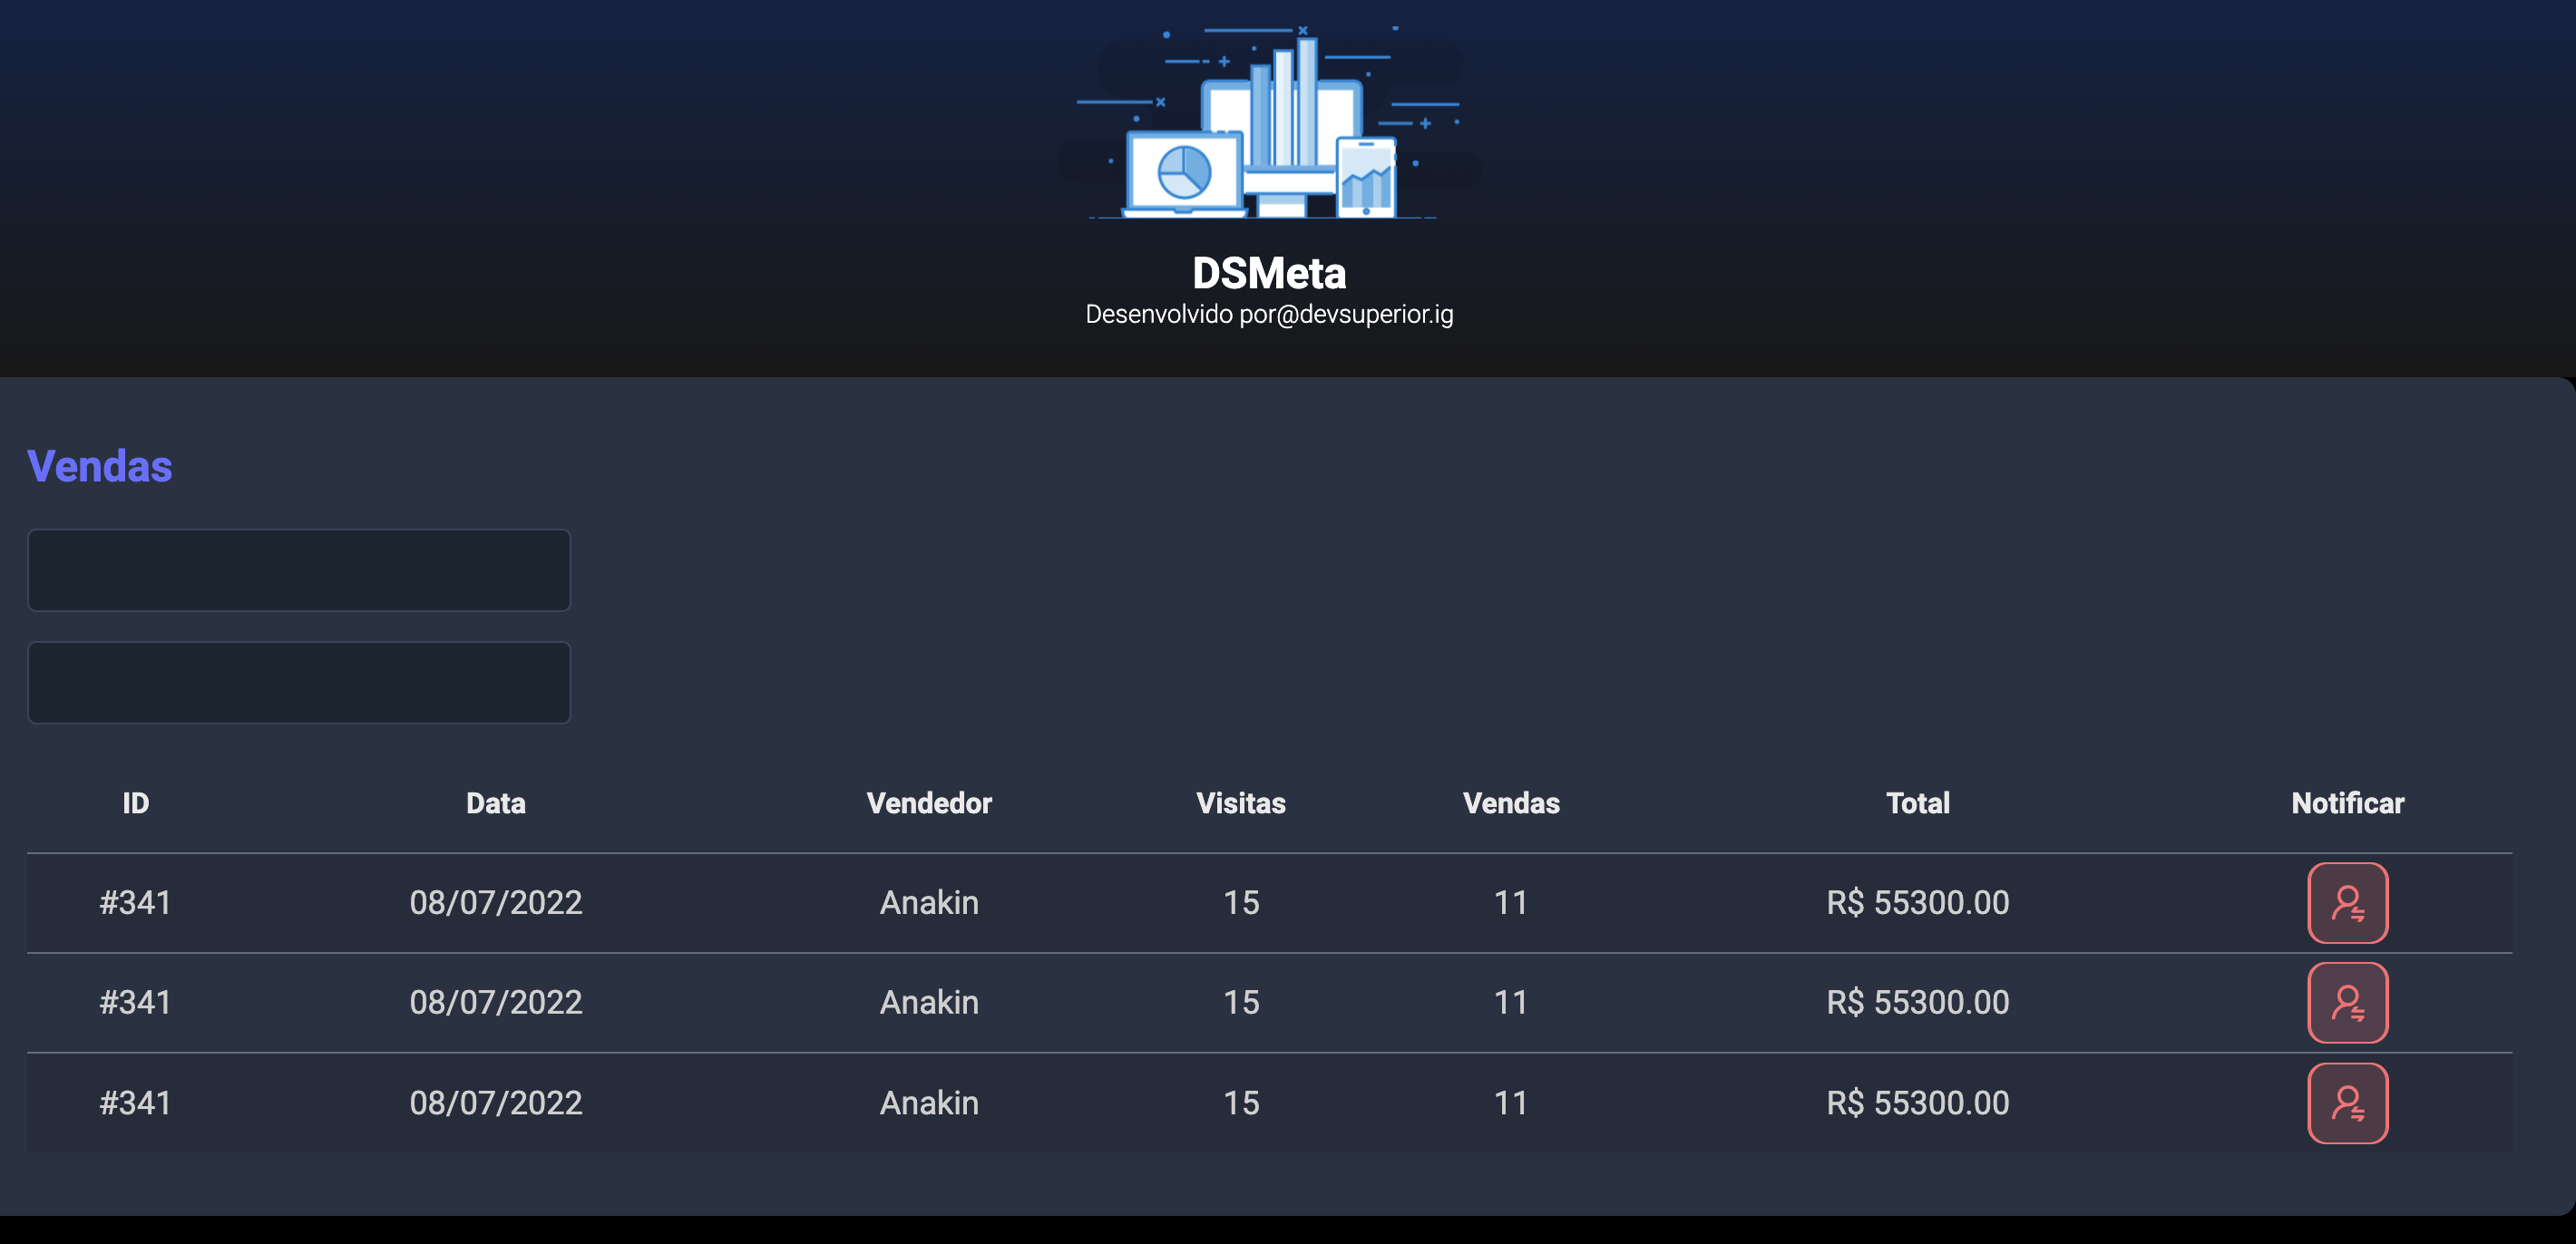 DSMeta
Desenvolvido por@devsuperior.ig
Vendas
ID Data Vendedor Visitas Vendas Total Notificar
#341 08/07/2022 Anakin 15 11 R$ 55300.00
#341 08/07/2022 Anakin 15 11 R$ 55300.00
#341 08/07/2022 Anakin 15 11 R$ 55300.00